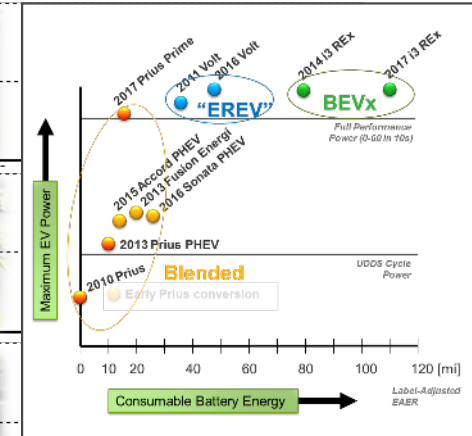 2017 Prius Prime
2011 Volt
2016 Volt
2014 i3 REx
2017 i3 REx
"EREV"
BEVx
Full Performance
Power (0-60 in 10s)
2015 Accord PHEV
2013 Fusion Energi
2016 Sonata PHEV
2013 Prius PHEV
Maximum EV Power
UDDS Cycle
Power
2010 Prius
Blended
Early Prius conversion
0 10 20 40 60 80 100 120 [mi]
Consumable Battery Energy
Label-Adjusted
EAER